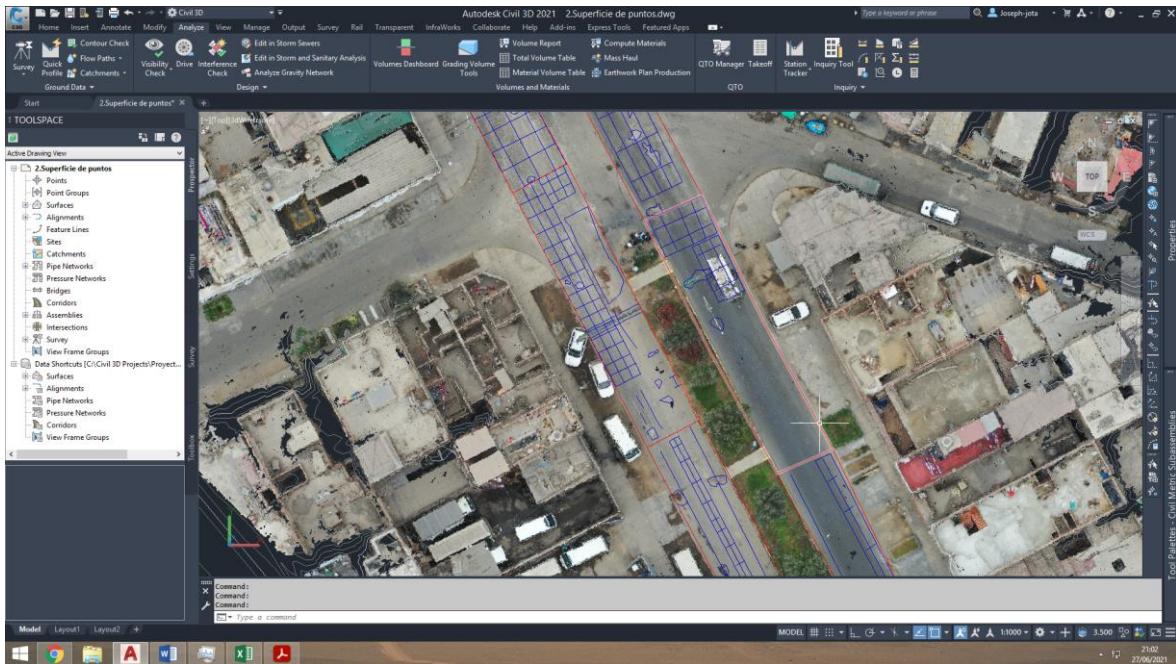 Civil 3D
Autodesk Civil 3D 2021 2.Superficie de puntos.dwg
Type a keyword or phrase
Joseph-jota
Home Insert Annotate Modify Analyze View Manage Output Survey Rail Transparent InfraWorks Collaborate Help Add-ins Express Tools Featured Apps
Survey
Quick Profile
Contour Check
Flow Paths
Catchments
Ground Data
Visibility Check
Drive
Interference Check
Edit in Storm Sewers
Edit in Storm and Sanitary Analysis
Analyze Gravity Network
Design
Volumes Dashboard
Grading Volume Tools
Volume Report
Total Volume Table
Material Volume Table
Compute Materials
Mass Haul
Earthwork Plan Production
Volumes and Materials
QTO Manager
Takeoff
QTO
Station Tracker
Inquiry Tool
Inquiry
Start
2.Superficie de puntos*
TOOLSPACE
Active Drawing View
2.Superficie de puntos
Points
Point Groups
Surfaces
Alignments
Feature Lines
Sites
Catchments
Pipe Networks
Pressure Networks
Bridges
Corridors
Assemblies
Intersections
Survey
View Frame Groups
Data Shortcuts [C:\Civil 3D Projects\Proyect...
Surfaces
Alignments
Pipe Networks
Pressure Networks
Corridors
View Frame Groups
Prospector
Settings
Survey
Toolbox
W
TOP
E
S
WCS
Properties
Tool Palettes - Civil Metric Subassemblies
Command:
Command:
Command:
Type a command
Model Layout1 Layout2 +
MODEL
1:1000
3.500
21:02
27/06/2021